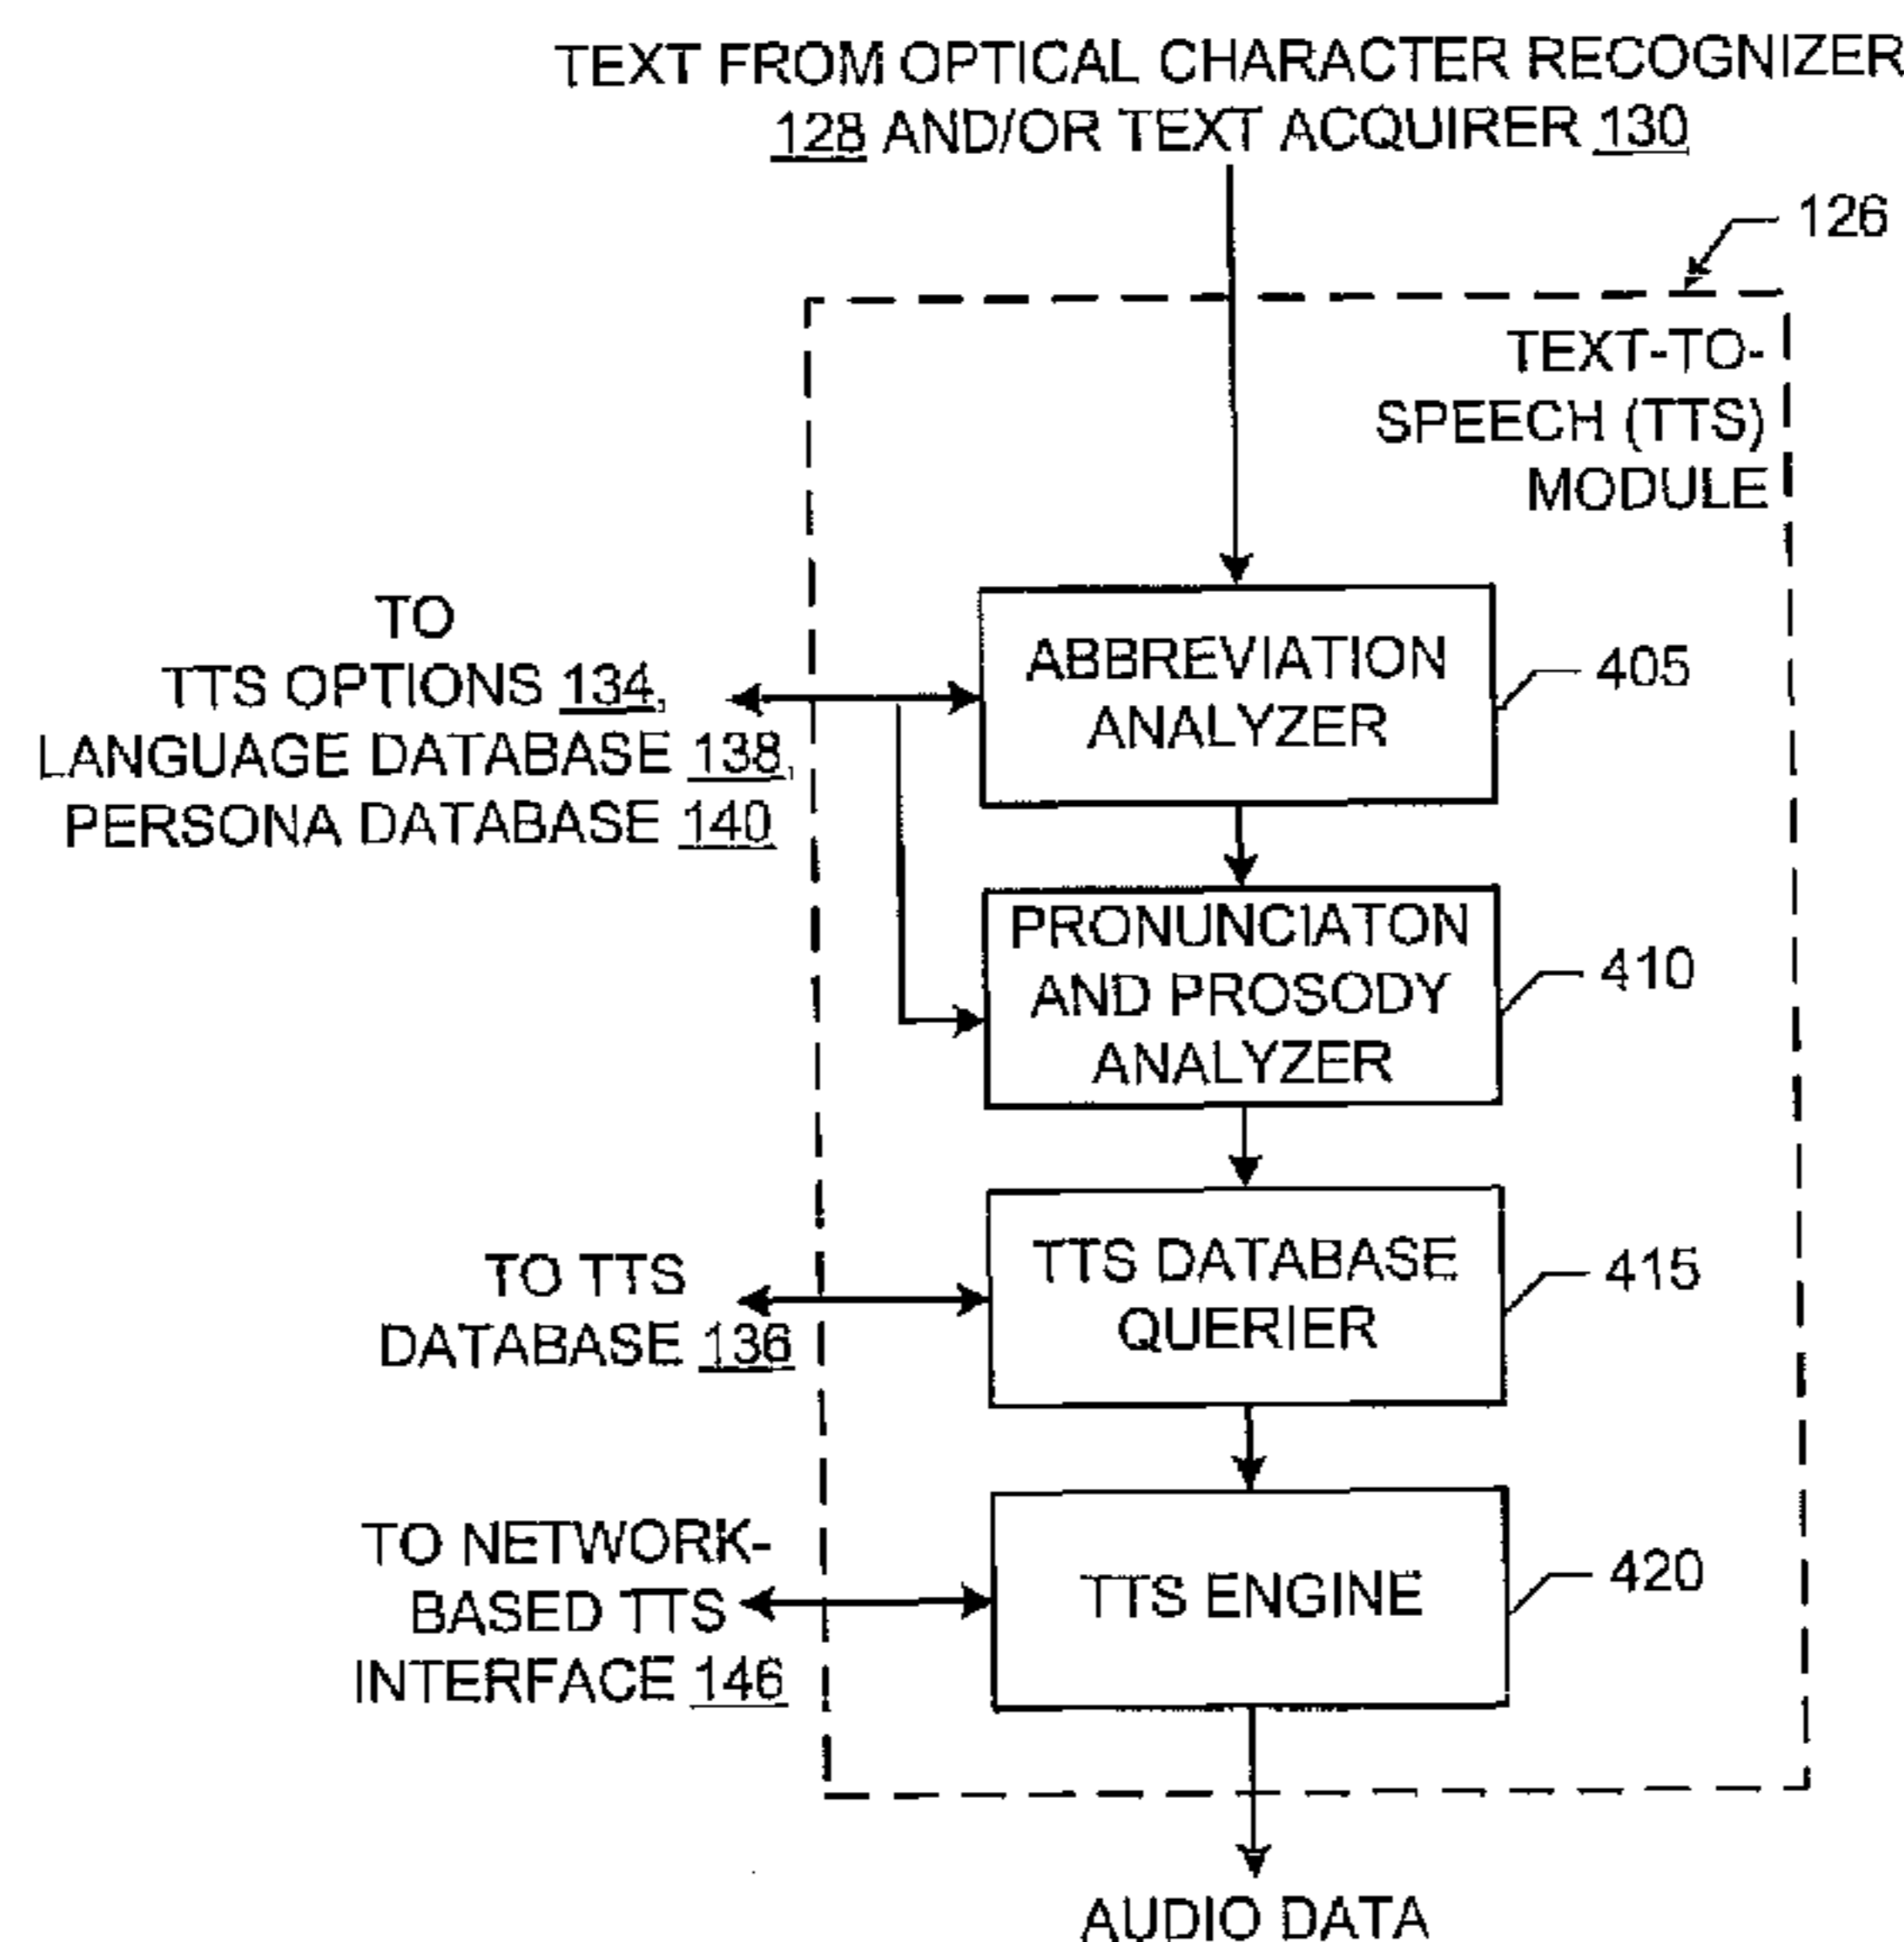 TEXT FROM OPTICAL CHARACTER RECOGNIZER
128 AND/OR TEXT ACQUIRER 130
126
TEXT-TO-
SPEECH (TTS)
MODULE
TO
TTS OPTIONS 134,
LANGUAGE DATABASE 138,
PERSONA DATABASE 140
ABBREVIATION
ANALYZER
405
PRONUNCIATON
AND PROSODY
ANALYZER
410
TO TTS
DATABASE 136
TTS DATABASE
QUERIER
415
TO NETWORK-
BASED TTS
INTERFACE 146
TTS ENGINE
420
AUDIO DATA